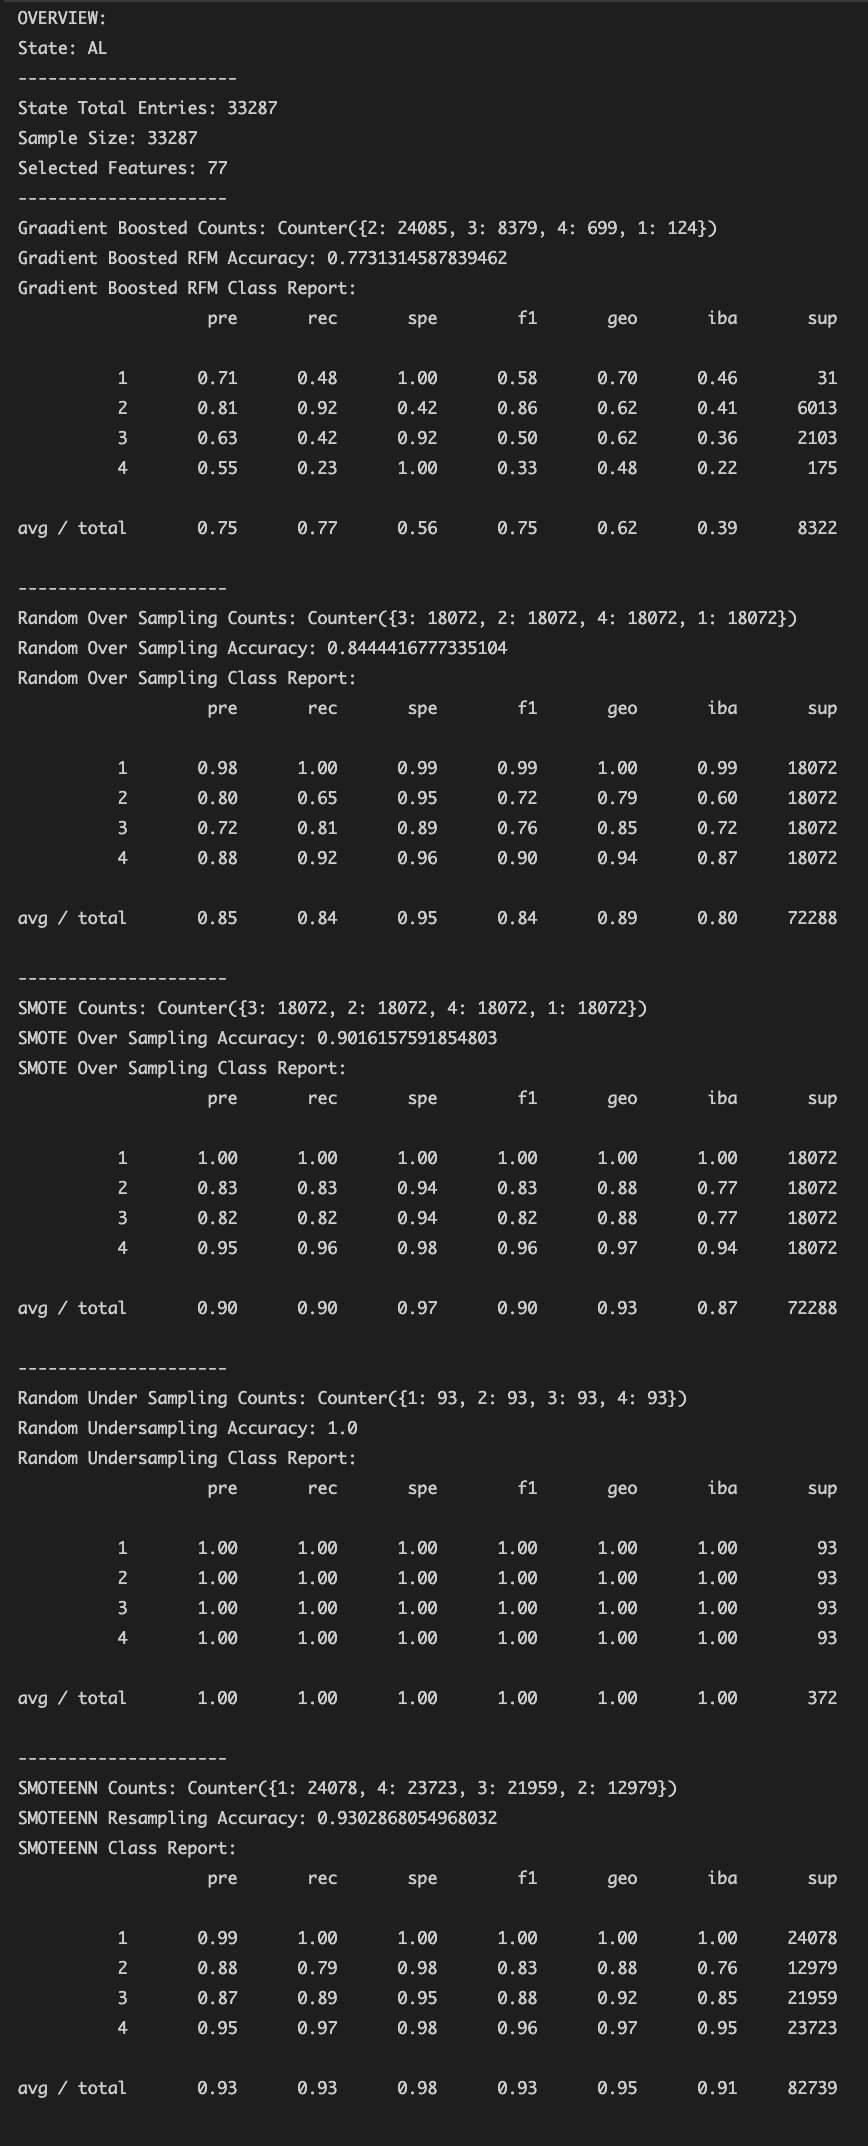 OVERVIEW:
State: AL
----------------------
State Total Entries: 33287
Sample Size: 33287
Selected Features: 77
---------------------
Graadient Boosted Counts: Counter({2: 24085, 3: 8379, 4: 699, 1: 124})
Gradient Boosted RFM Accuracy: 0.7731314587839462
Gradient Boosted RFM Class Report:
pre rec spe f1 geo iba sup
1 0.71 0.48 1.00 0.58 0.70 0.46 31
2 0.81 0.92 0.42 0.86 0.62 0.41 6013
3 0.63 0.42 0.92 0.50 0.62 0.36 2103
4 0.55 0.23 1.00 0.33 0.48 0.22 175
avg / total 0.75 0.77 0.56 0.75 0.62 0.39 8322
---------------------
Random Over Sampling Counts: Counter({3: 18072, 2: 18072, 4: 18072, 1: 18072})
Random Over Sampling Accuracy: 0.8444416777335104
Random Over Sampling Class Report:
pre rec spe f1 geo iba sup
1 0.98 1.00 0.99 0.99 1.00 0.99 18072
2 0.80 0.65 0.95 0.72 0.79 0.60 18072
3 0.72 0.81 0.89 0.76 0.85 0.72 18072
4 0.88 0.92 0.96 0.90 0.94 0.87 18072
avg / total 0.85 0.84 0.95 0.84 0.89 0.80 72288
---------------------
SMOTE Counts: Counter({3: 18072, 2: 18072, 4: 18072, 1: 18072})
SMOTE Over Sampling Accuracy: 0.9016157591854803
SMOTE Over Sampling Class Report:
pre rec spe f1 geo iba sup
1 1.00 1.00 1.00 1.00 1.00 1.00 18072
2 0.83 0.83 0.94 0.83 0.88 0.77 18072
3 0.82 0.82 0.94 0.82 0.88 0.77 18072
4 0.95 0.96 0.98 0.96 0.97 0.94 18072
avg / total 0.90 0.90 0.97 0.90 0.93 0.87 72288
---------------------
Random Under Sampling Counts: Counter({1: 93, 2: 93, 3: 93, 4: 93})
Random Undersampling Accuracy: 1.0
Random Undersampling Class Report:
pre rec spe f1 geo iba sup
1 1.00 1.00 1.00 1.00 1.00 1.00 93
2 1.00 1.00 1.00 1.00 1.00 1.00 93
3 1.00 1.00 1.00 1.00 1.00 1.00 93
4 1.00 1.00 1.00 1.00 1.00 1.00 93
avg / total 1.00 1.00 1.00 1.00 1.00 1.00 372
---------------------
SMOTEENN Counts: Counter({1: 24078, 4: 23723, 3: 21959, 2: 12979})
SMOTEENN Resampling Accuracy: 0.9302868054968032
SMOTEENN Class Report:
pre rec spe f1 geo iba sup
1 0.99 1.00 1.00 1.00 1.00 1.00 24078
2 0.88 0.79 0.98 0.83 0.88 0.76 12979
3 0.87 0.89 0.95 0.88 0.92 0.85 21959
4 0.95 0.97 0.98 0.96 0.97 0.95 23723
avg / total 0.93 0.93 0.98 0.93 0.95 0.91 82739